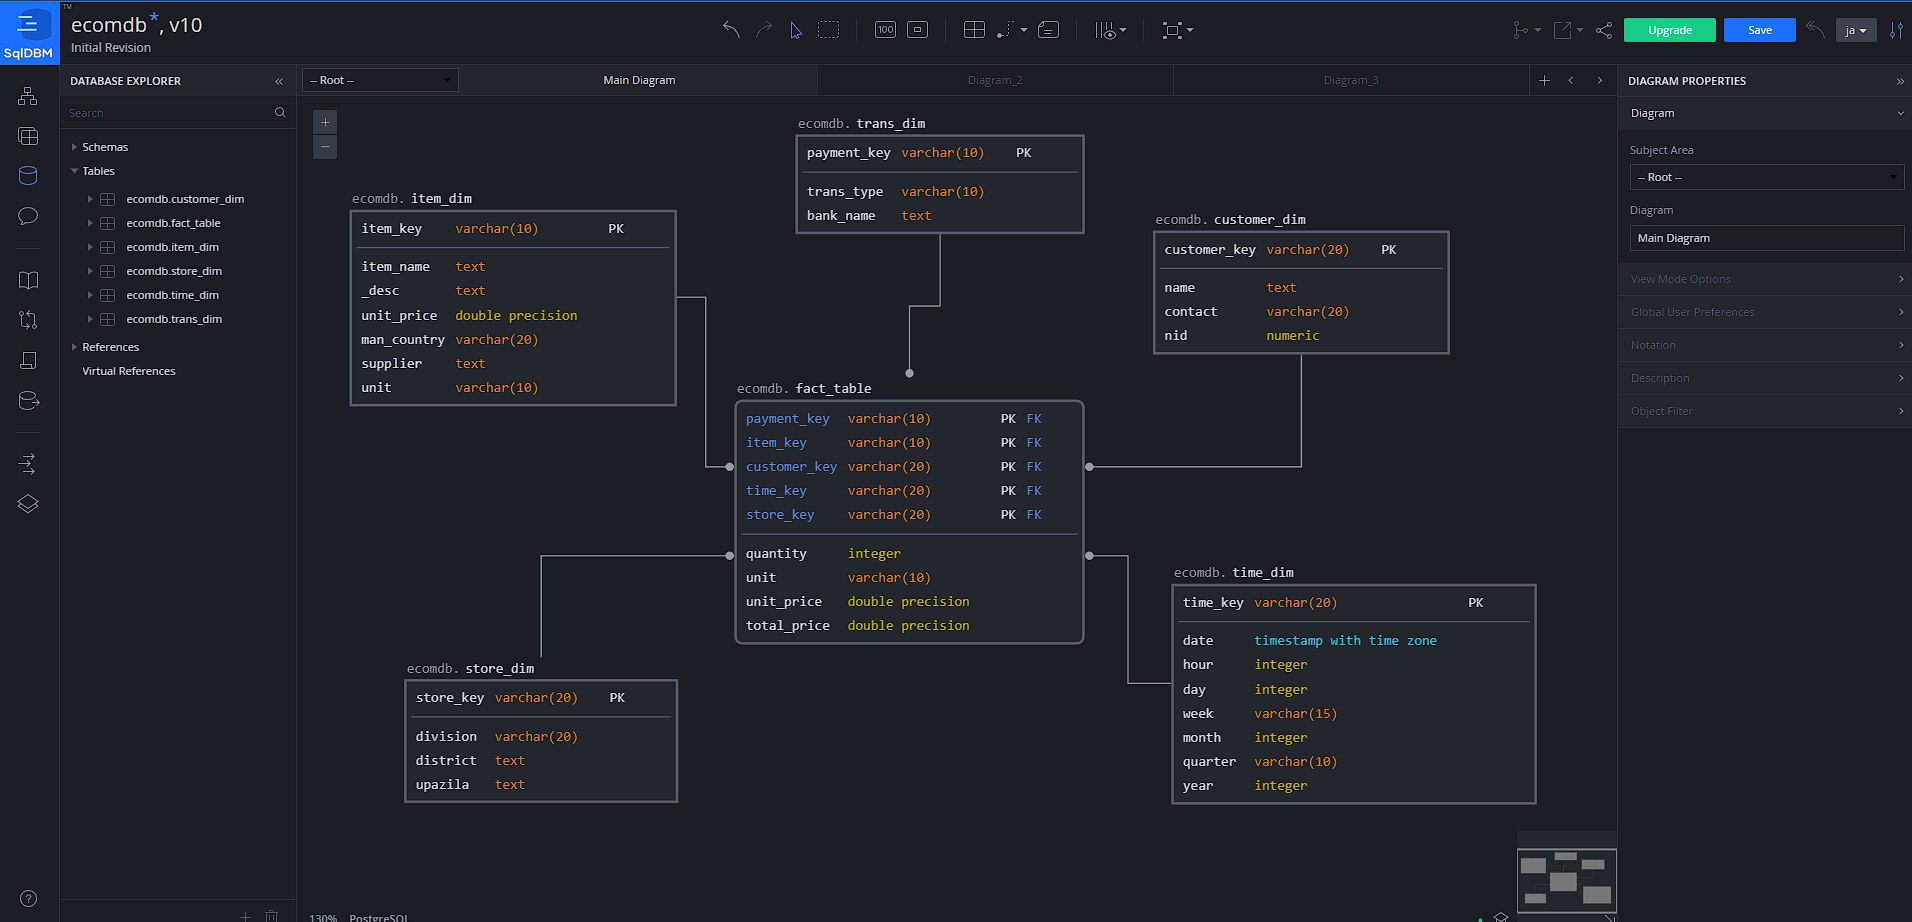 TM
ecomdb*, v10
Initial Revision
SqlDBM
100
Upgrade
Save
ja
DATABASE EXPLORER
«
-- Root --
Main Diagram
Diagram_2
Diagram_3
DIAGRAM PROPERTIES
»
Search
Schemas
Tables
ecomdb.customer_dim
ecomdb.fact_table
ecomdb.item_dim
ecomdb.store_dim
ecomdb.time_dim
ecomdb.trans_dim
References
Virtual References
+
−
ecomdb. trans_dim
payment_key varchar(10) PK
trans_type varchar(10)
bank_name text
ecomdb. item_dim
item_key varchar(10) PK
item_name text
_desc text
unit_price double precision
man_country varchar(20)
supplier text
unit varchar(10)
ecomdb. customer_dim
customer_key varchar(20) PK
name text
contact varchar(20)
nid numeric
ecomdb. fact_table
payment_key varchar(10) PK FK
item_key varchar(10) PK FK
customer_key varchar(20) PK FK
time_key varchar(20) PK FK
store_key varchar(20) PK FK
quantity integer
unit varchar(10)
unit_price double precision
total_price double precision
ecomdb. store_dim
store_key varchar(20) PK
division varchar(20)
district text
upazila text
ecomdb. time_dim
time_key varchar(20) PK
date timestamp with time zone
hour integer
day integer
week varchar(15)
month integer
quarter varchar(10)
year integer
Diagram
Subject Area
-- Root --
Diagram
Main Diagram
View Mode Options
Global User Preferences
Notation
Description
Object Filter
?
130% PostgreSQL